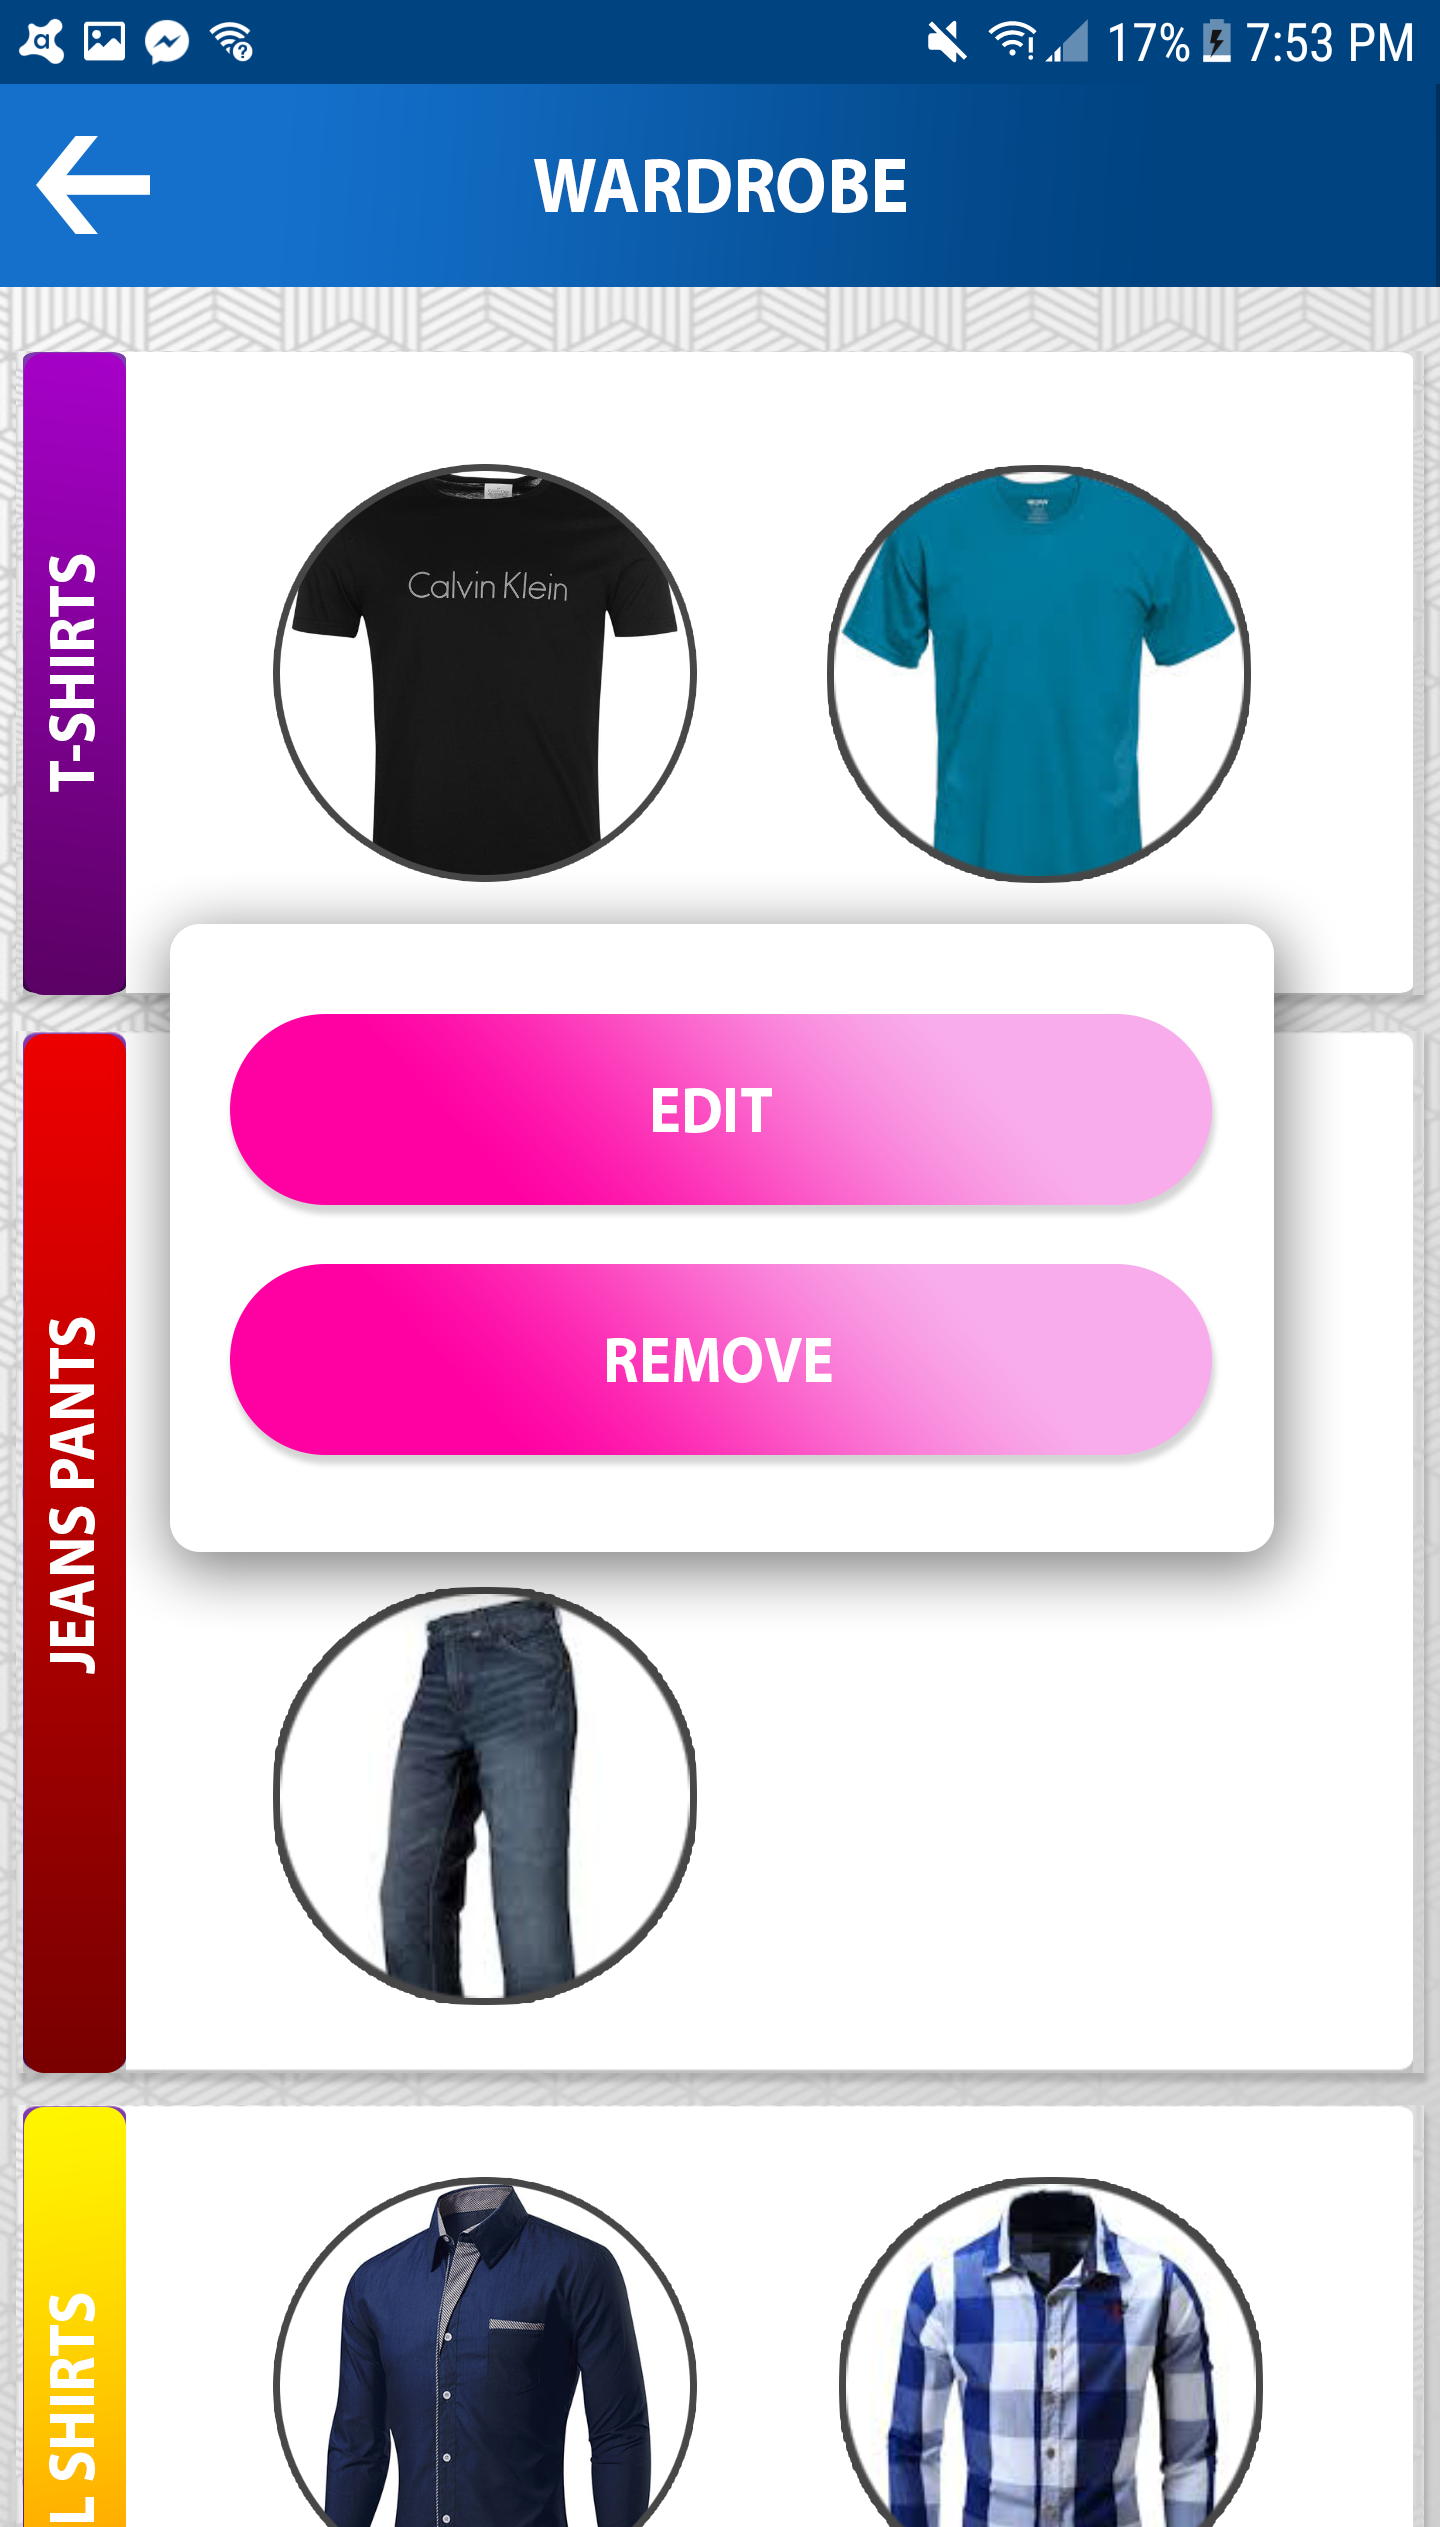 17% 7:53 PM
WARDROBE
T-SHIRTS
Calvin Klein
EDIT
REMOVE
JEANS PANTS
L SHIRTS